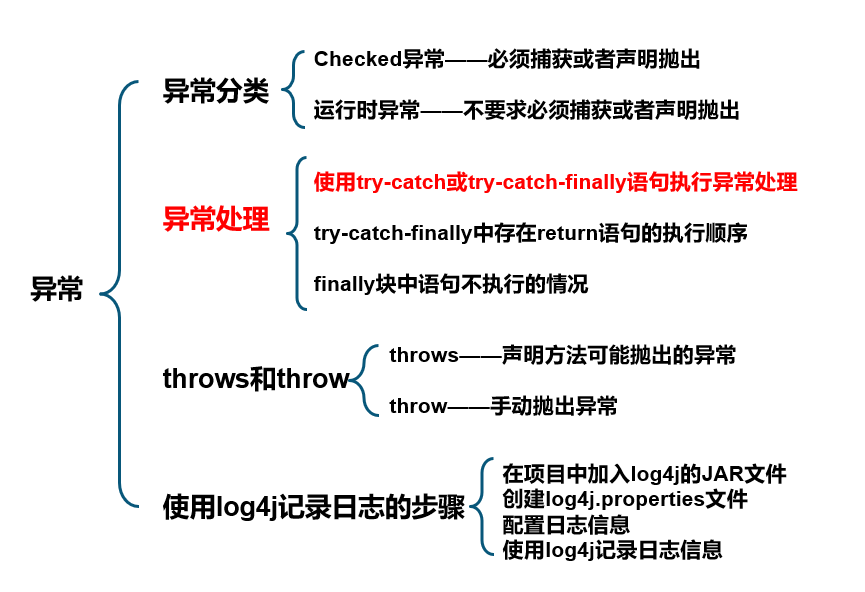 异常
异常分类
Checked异常——必须捕获或者声明抛出
运行时异常——不要求必须捕获或者声明抛出
异常处理
使用try-catch或try-catch-finally语句执行异常处理
try-catch-finally中存在return语句的执行顺序
finally块中语句不执行的情况
throws和throw
throws——声明方法可能抛出的异常
throw——手动抛出异常
使用log4j记录日志的步骤
在项目中加入log4j的JAR文件
创建log4j.properties文件
配置日志信息
使用log4j记录日志信息